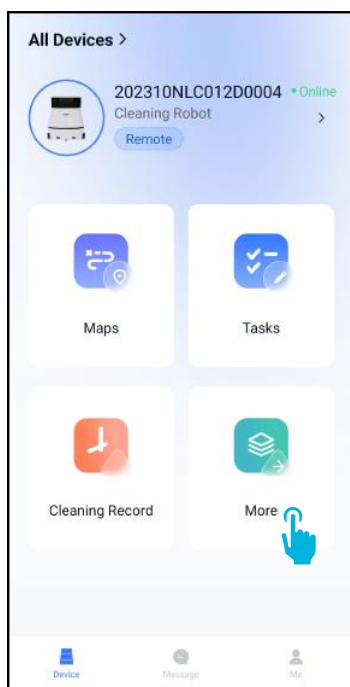 All Devices >
202310NLC012D0004 • Online
Cleaning Robot
Remote
Maps Tasks
Cleaning Record More
Device Message Me